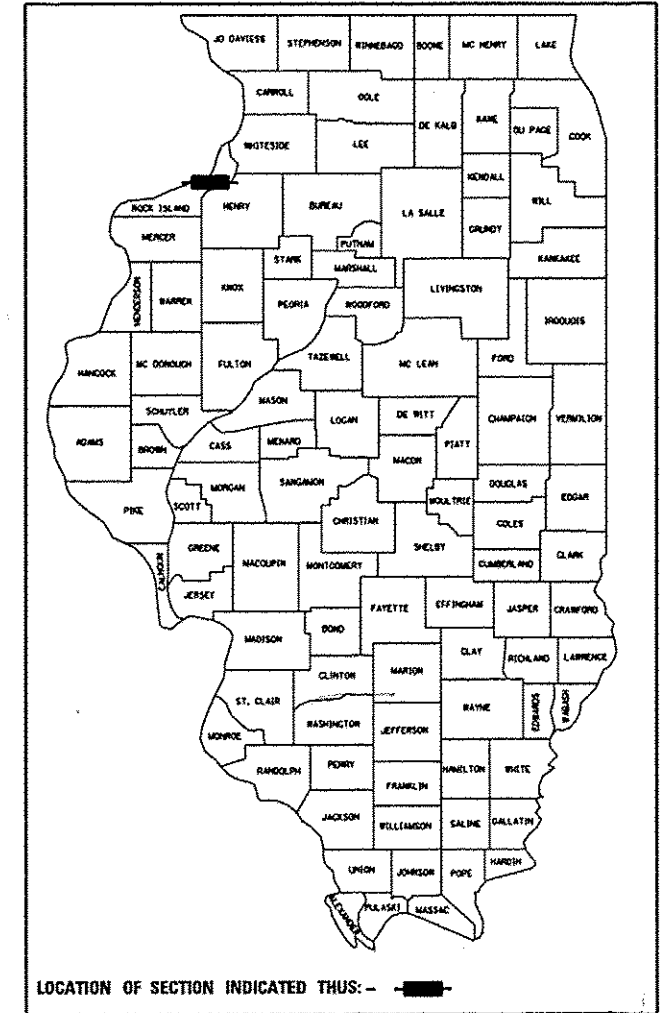 JO DAVIESS STEPHENSON WINNEBAGO BOONE MC HENRY LAKE
CARROLL OGLE DE KALB KANE DU PAGE COOK
WHITESIDE LEE
KENDALL WILL
ROCK ISLAND HENRY BUREAU LA SALLE GRUNDY
MERCER PUTNAM KANKAKEE
STARK MARSHALL
HENDERSON WARREN KNOX PEORIA WOODFORD LIVINGSTON IROQUOIS
HANCOCK MC DONOUGH FULTON TAZEWELL MC LEAN FORD
SCHUYLER MASON LOGAN DE WITT CHAMPAIGN VERMILION
ADAMS BROWN CASS MENARD MACON PIATT
PIKE SCOTT MORGAN SANGAMON MOULTRIE DOUGLAS EDGAR
CHRISTIAN COLES
CALHOUN GREENE MACOUPIN MONTGOMERY SHELBY CUMBERLAND CLARK
JERSEY FAYETTE EFFINGHAM JASPER CRAWFORD
MADISON BOND CLAY RICHLAND LAWRENCE
CLINTON MARION
ST. CLAIR WAYNE EDWARDS WABASH
MONROE WASHINGTON JEFFERSON
RANDOLPH PERRY HAMILTON WHITE
FRANKLIN
JACKSON WILLIAMSON SALINE GALLATIN
UNION JOHNSON POPE HARDIN
ALEXANDER PULASKI MASSAC
LOCATION OF SECTION INDICATED THUS: -